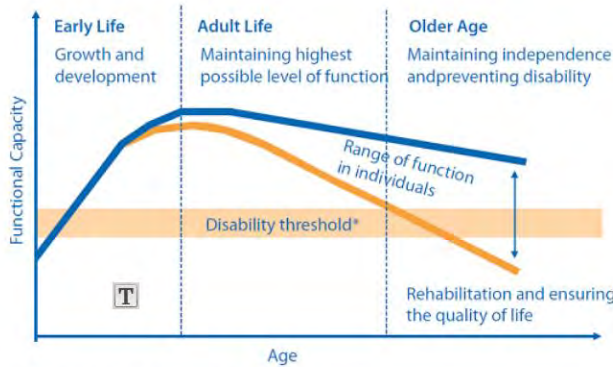 Early Life
Growth and
development
Adult Life
Maintaining highest
possible level of function
Older Age
Maintaining independence
andpreventing disability
Functional Capacity
Range of function
in individuals
Disability threshold*
T
Rehabilitation and ensuring
the quality of life
Age